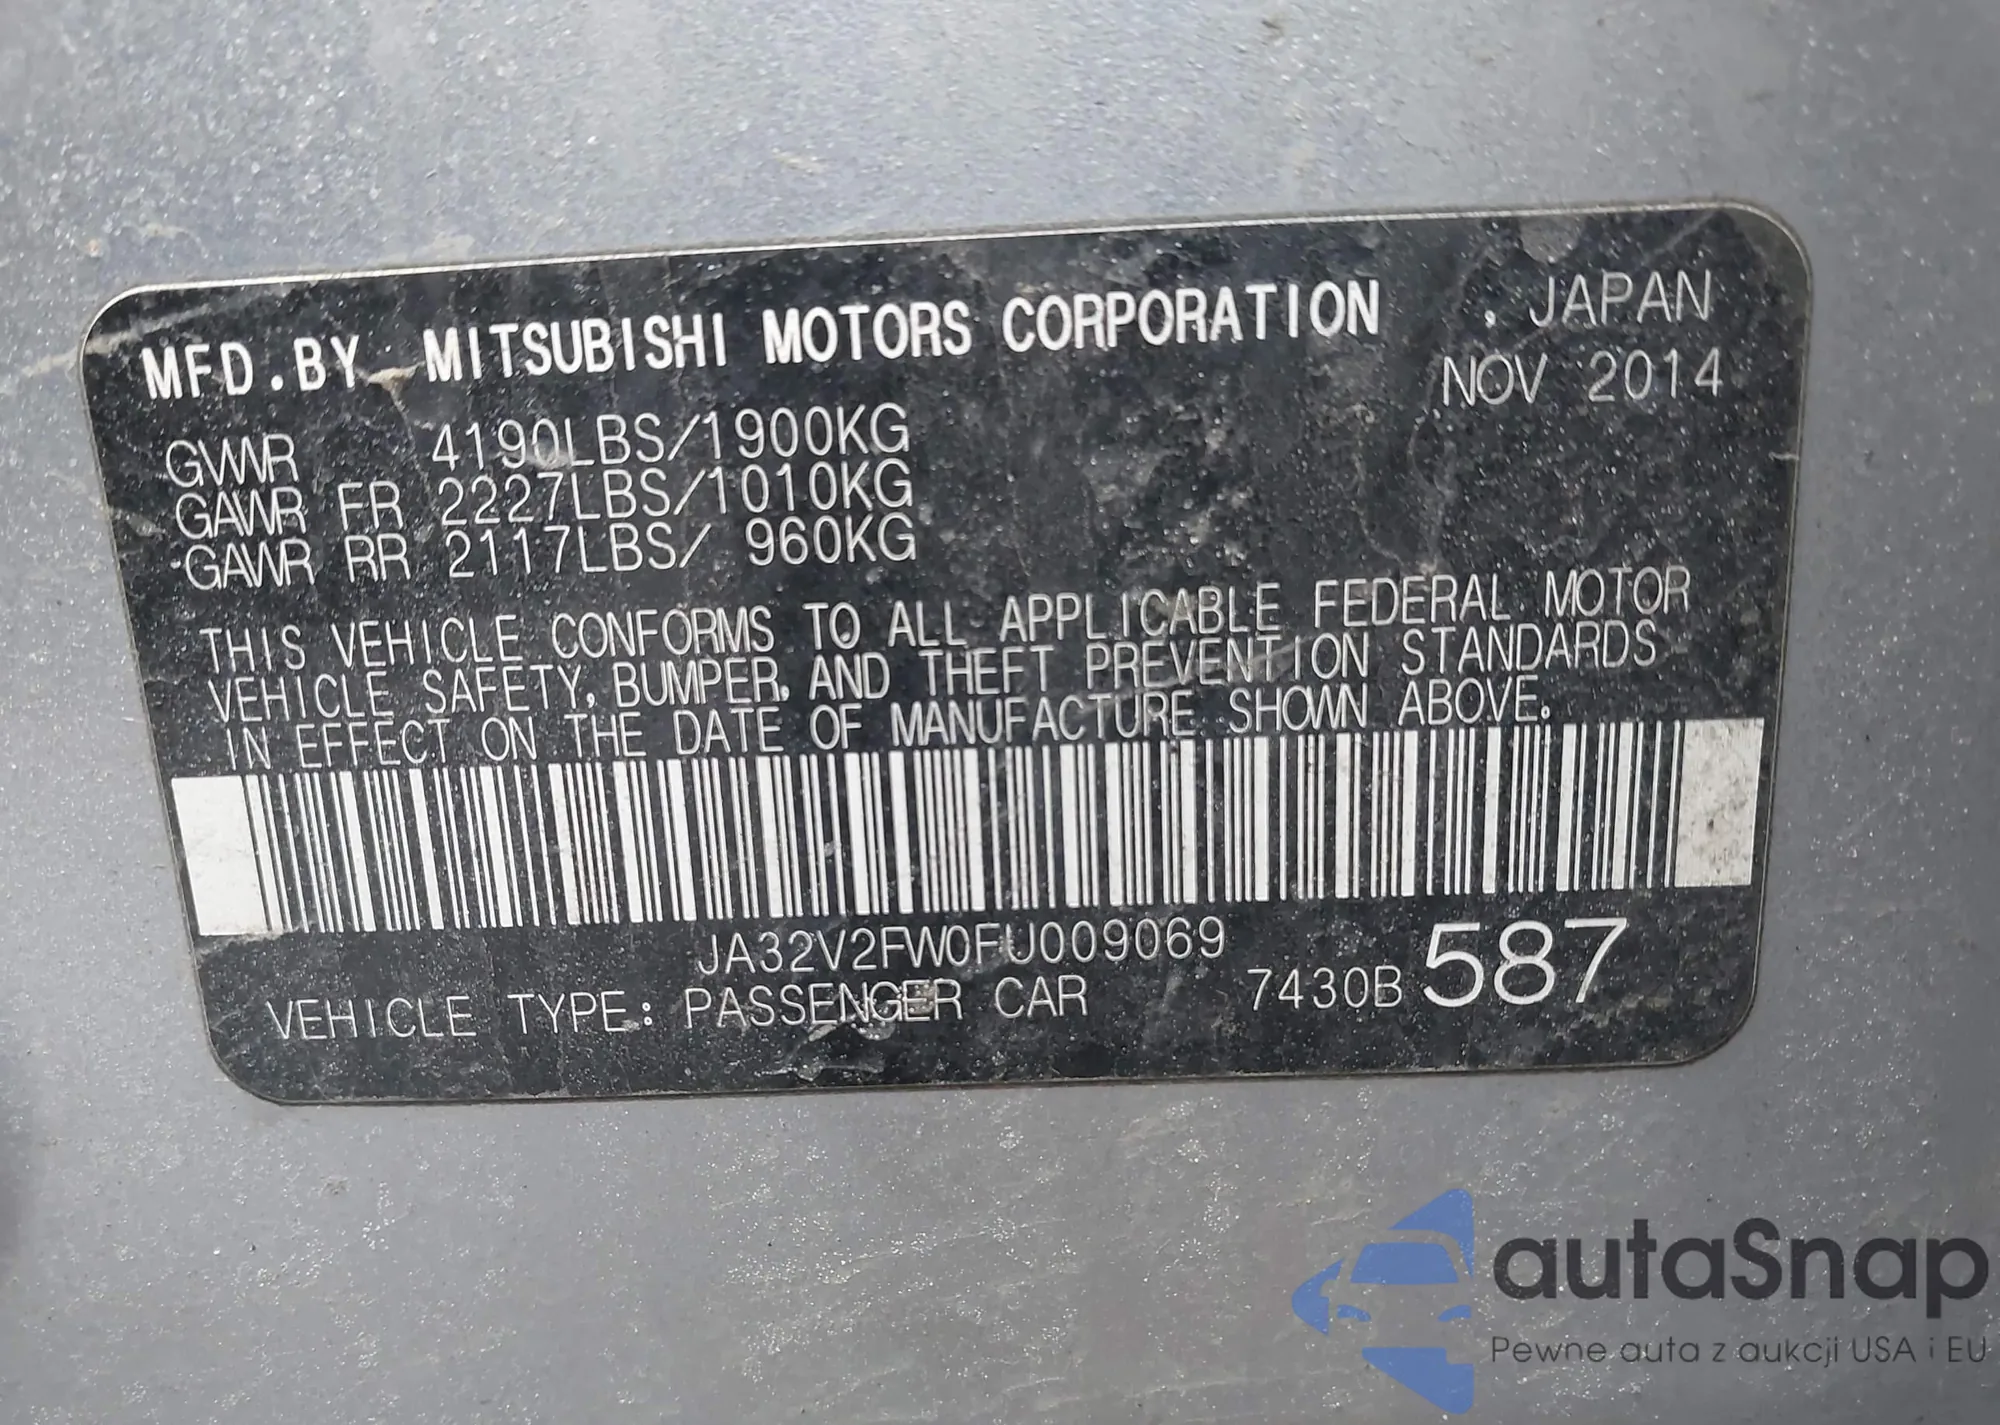 MFD.BY MITSUBISHI MOTORS CORPORATION , JAPAN
NOV 2014
GVWR 4190LBS/1900KG
GAWR FR 2227LBS/1010KG
GAWR RR 2117LBS/ 960KG
THIS VEHICLE CONFORMS TO ALL APPLICABLE FEDERAL MOTOR
VEHICLE SAFETY, BUMPER, AND THEFT PREVENTION STANDARDS
IN EFFECT ON THE DATE OF MANUFACTURE SHOWN ABOVE.
JA32V2FW0FU009069
VEHICLE TYPE: PASSENGER CAR 7430B 587
autaSnap
Pewne auta z aukcji USA i EU